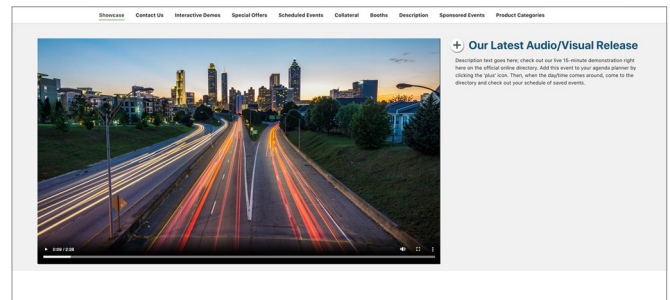 Showcase Contact Us Interactive Demos Special Offers Scheduled Events Collateral Booths Description Sponsored Events Product Categories
Our Latest Audio/Visual Release
Description text goes here; check out our live 15-minute demonstration right
here on the official online directory. Add this event to your agenda planner by
clicking the 'plus' icon. Then, when the day/time comes around, come to the
directory and check out your schedule of saved events.
0:09 / 2:08